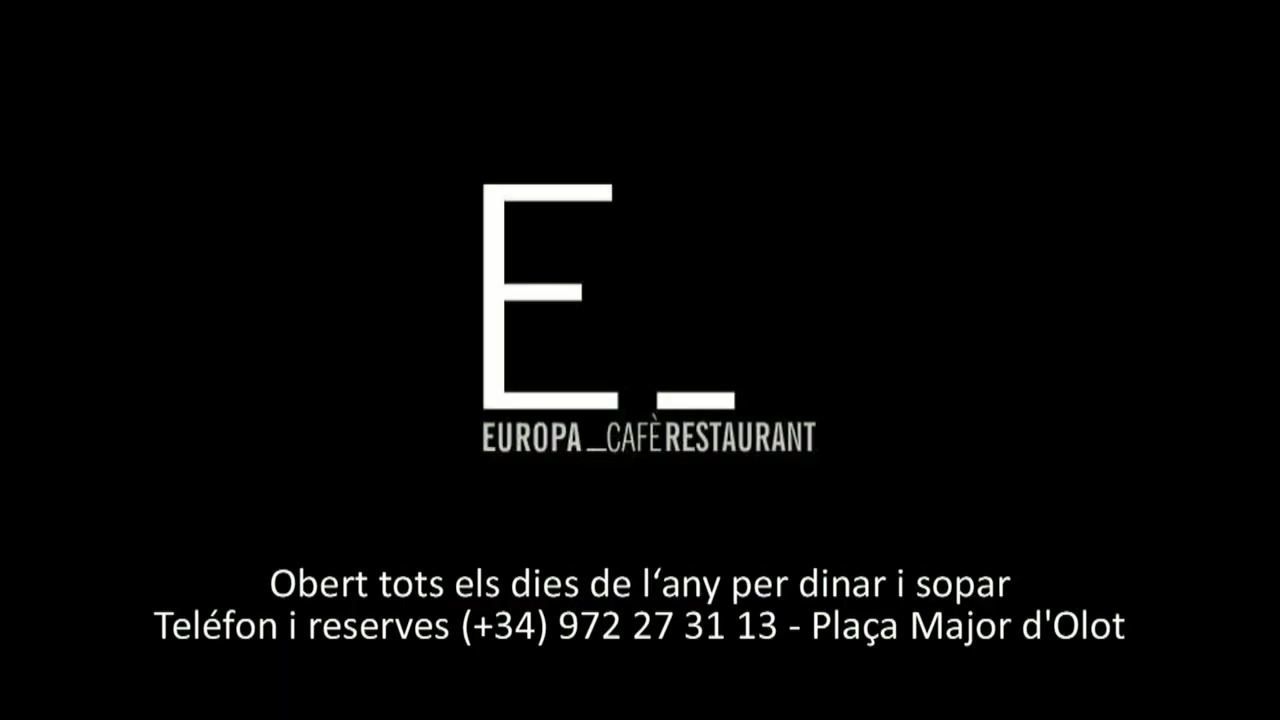 E_
EUROPA_CAFÈRESTAURANT
Obert tots els dies de l‘any per dinar i sopar
Teléfon i reserves (+34) 972 27 31 13 - Plaça Major d'Olot